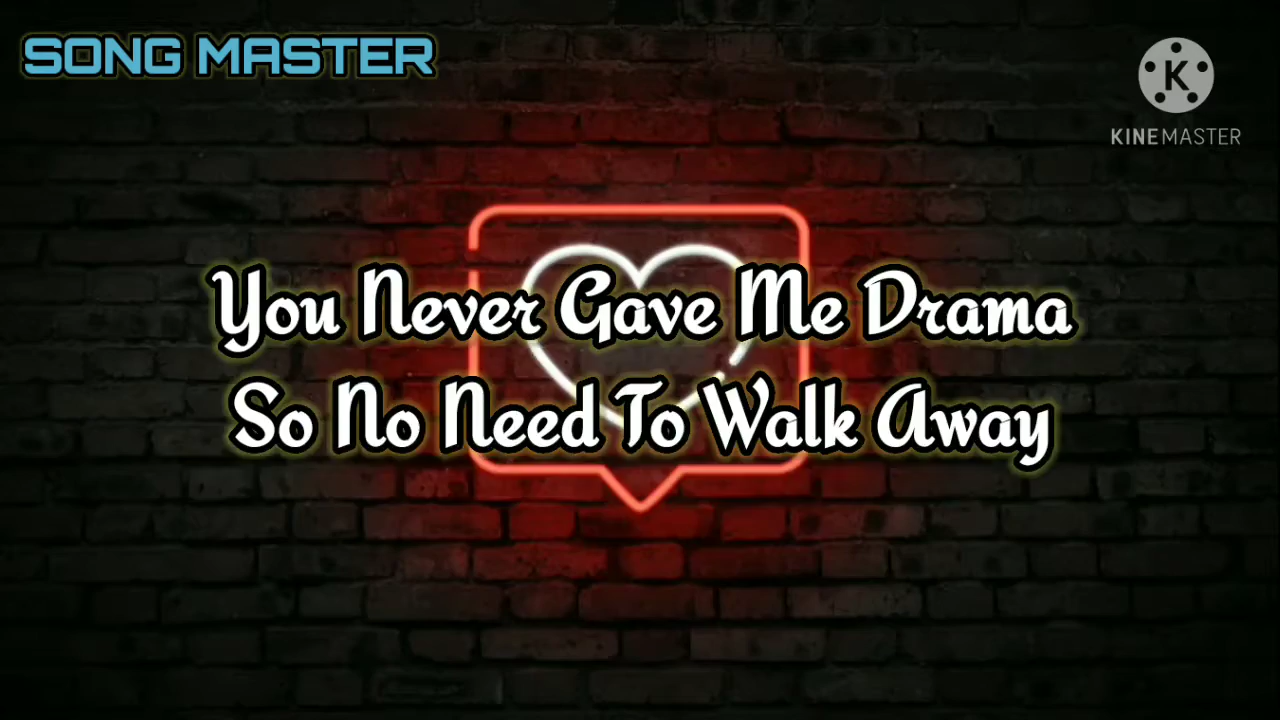 SONG MASTER
K
KINEMASTER
You Never Gave Me Drama
So No Need To Walk Away